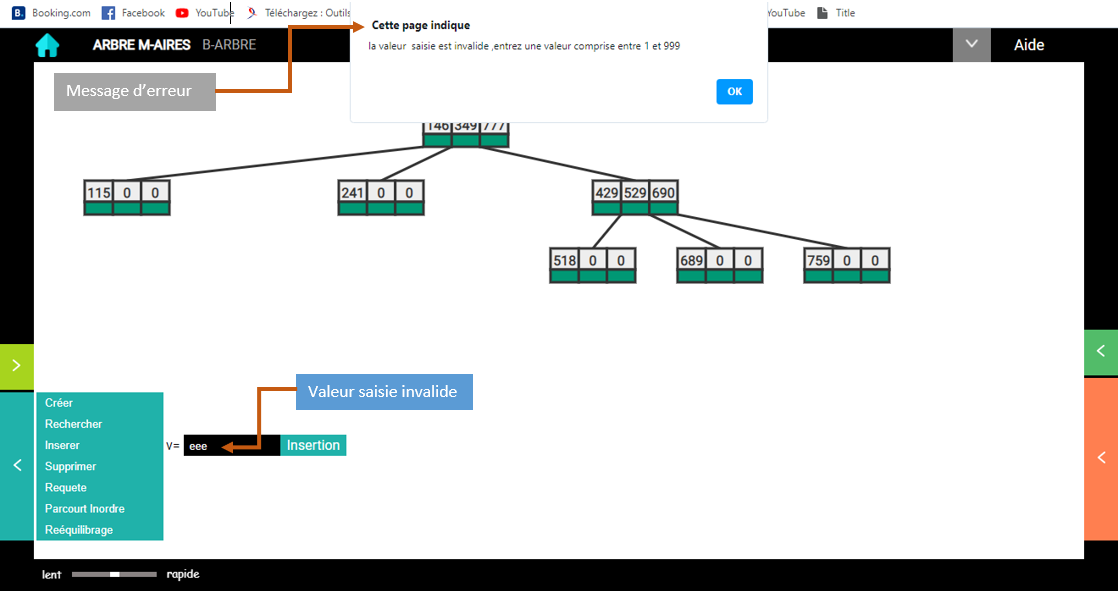 Booking.com Facebook YouTube Téléchargez : Outils YouTube Title
Cette page indique
la valeur saisie est invalide ,entrez une valeur comprise entre 1 et 999
OK
ARBRE M-AIRES B-ARBRE Aide
Message d'erreur
146 349 777
115 0 0 241 0 0 429 529 690
518 0 0 689 0 0 759 0 0
Valeur saisie invalide
Créer
Rechercher
Inserer
Supprimer
Requete
Parcourt Inordre
Reéquilibrage
V= eee Insertion
lent rapide